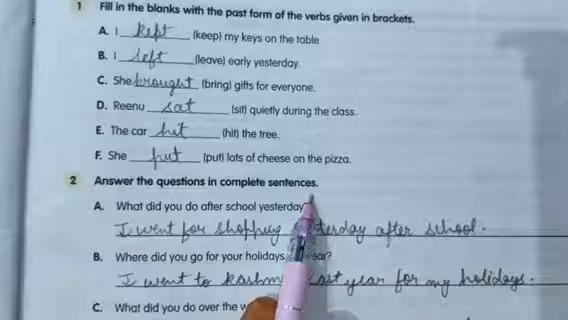 1 Fill in the blanks with the past form of the verbs given in brackets.
A. I kept (keep) my keys on the table
B. I left (leave) early yesterday.
C. She brought (bring) gifts for everyone.
D. Reenu sat (sit) quietly during the class.
E. The car hit (hit) the tree.
F. She put (put) lots of cheese on the pizza.
2 Answer the questions in complete sentences.
A. What did you do after school yesterday
I went for shopping terday after school.
B. Where did you go for your holidays ear?
I went to Kashm last year for my holidays.
C. What did you do over the w